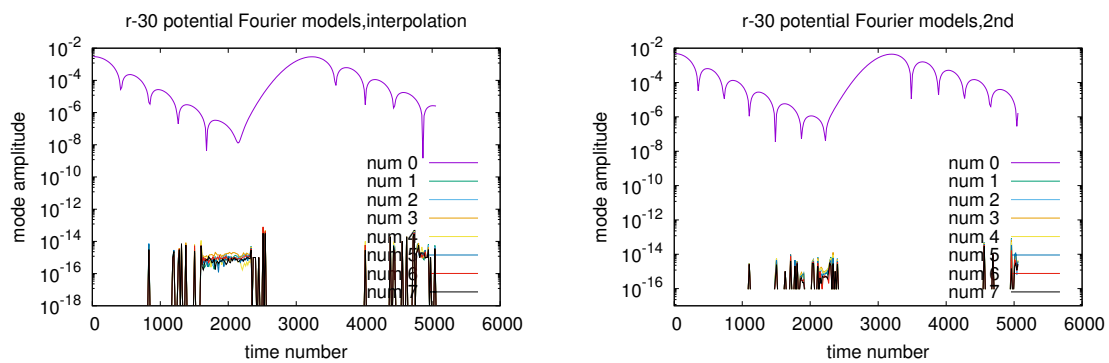 r-30 potential Fourier models,interpolation
10^-2
10^-4
10^-6
10^-8
10^-10
10^-12
10^-14
10^-16
10^-18
mode amplitude
num 0
num 1
num 2
num 3
num 4
num 5
num 6
num 7
0 1000 2000 3000 4000 5000 6000
time number
r-30 potential Fourier models,2nd
10^-2
10^-4
10^-6
10^-8
10^-10
10^-12
10^-14
10^-16
mode amplitude
num 0
num 1
num 2
num 3
num 4
num 5
num 6
num 7
0 1000 2000 3000 4000 5000 6000
time number